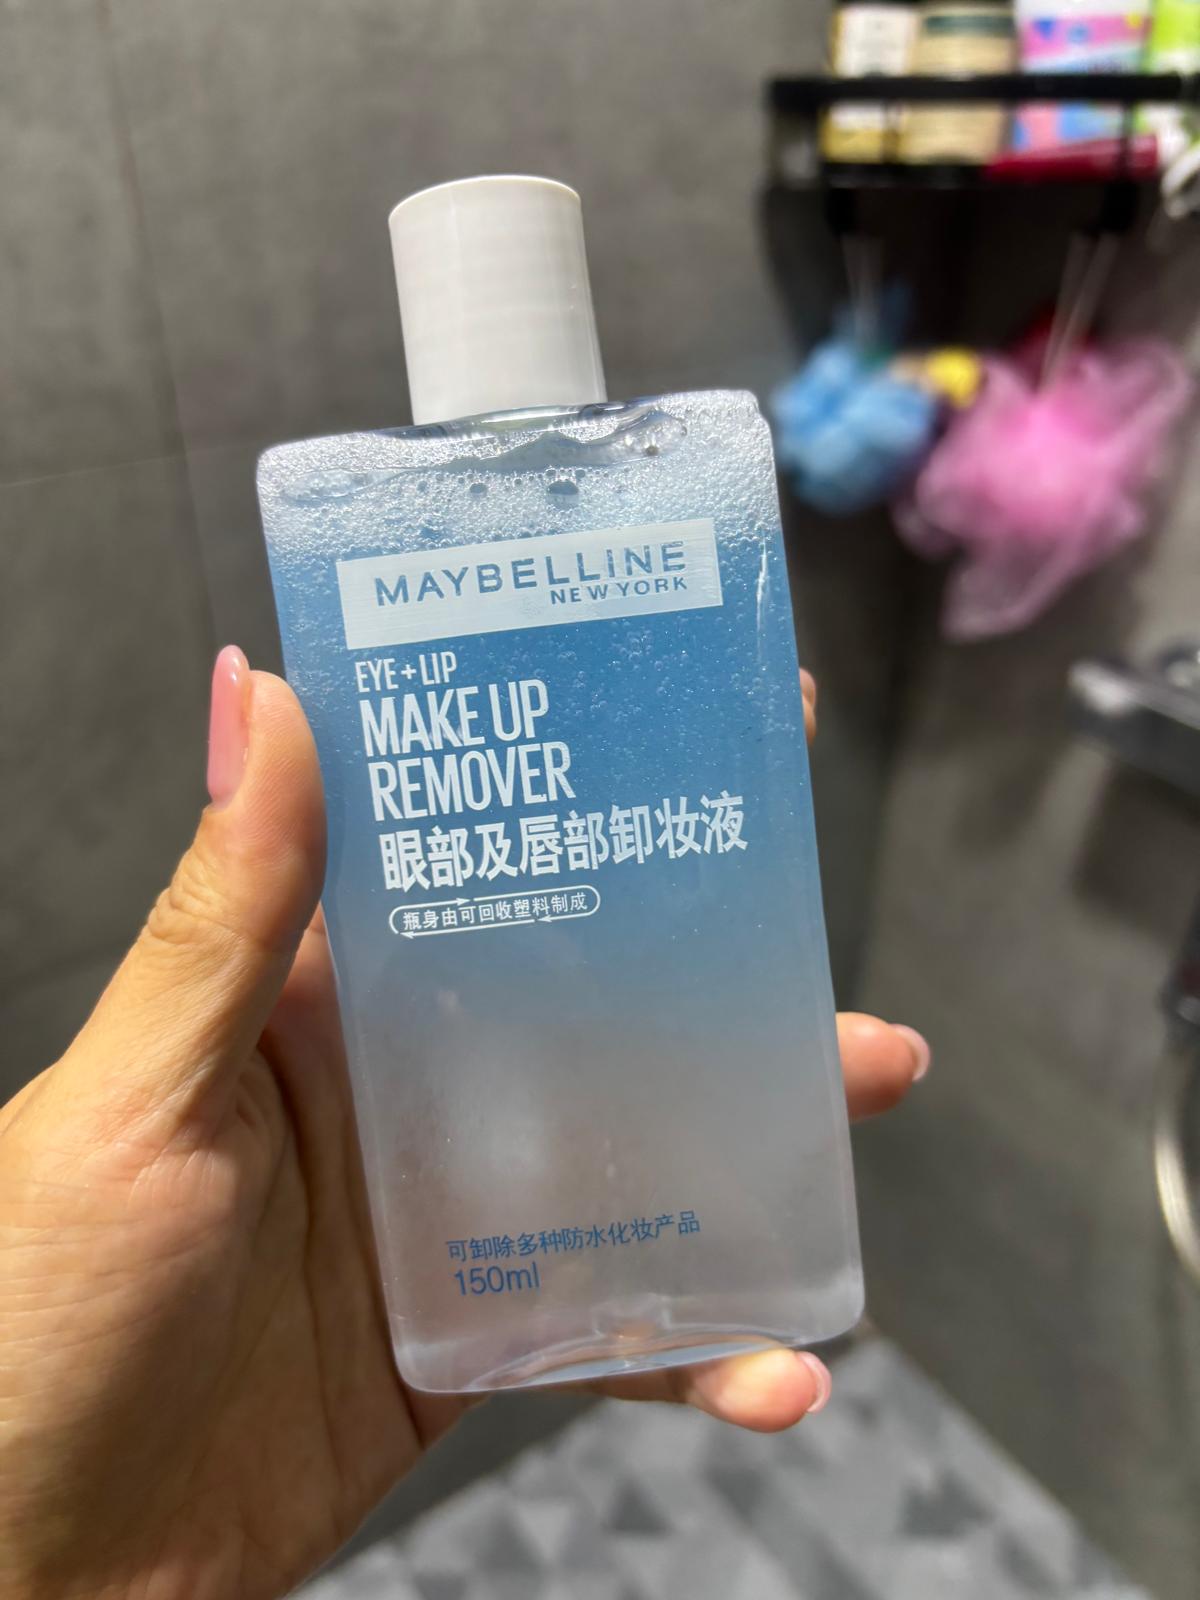 MAYBELLINE
NEW YORK
EYE+LIP
MAKE UP
REMOVER
眼部及唇部卸妆液
瓶身由可回收塑料制成
可卸除多种防水化妆产品
150ml